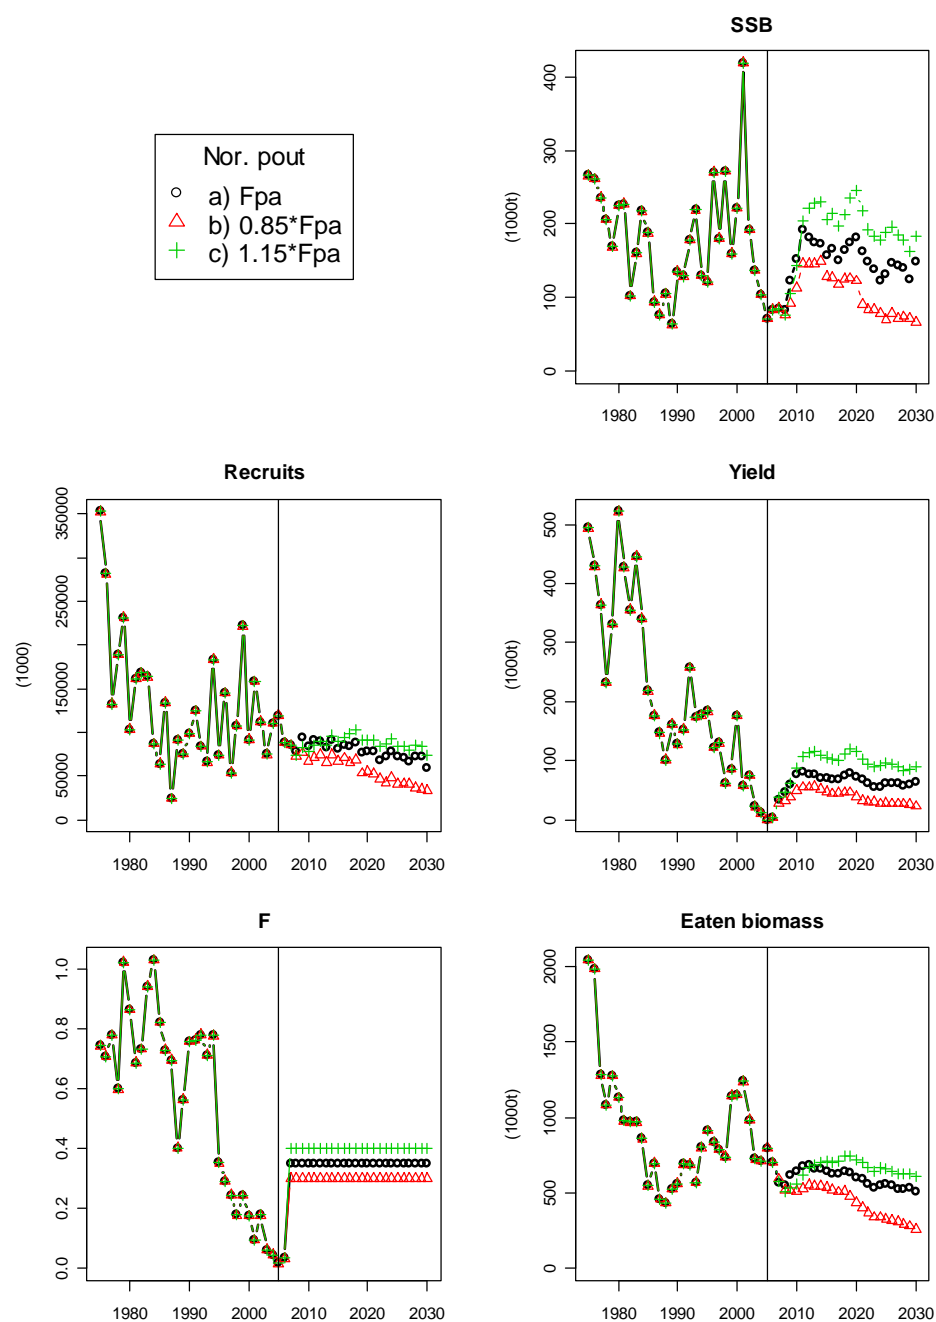 SSB
Nor. pout
a) Fpa
b) 0.85*Fpa
c) 1.15*Fpa
(1000t)
0 100 200 300 400
1980 1990 2000 2010 2020 2030
Recruits
(1000)
0 50000 150000 250000 350000
1980 1990 2000 2010 2020 2030
Yield
(1000t)
0 100 200 300 400 500
1980 1990 2000 2010 2020 2030
F
0.0 0.2 0.4 0.6 0.8 1.0
1980 1990 2000 2010 2020 2030
Eaten biomass
(1000t)
0 500 1000 1500 2000
1980 1990 2000 2010 2020 2030